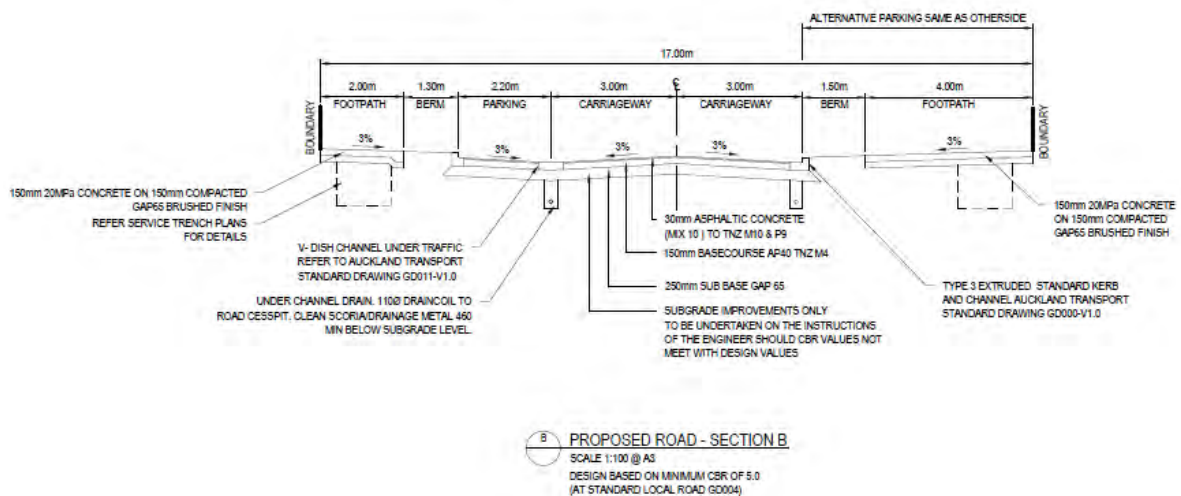 ALTERNATIVE PARKING SAME AS OTHERSIDE
17.00m
2.00m
1.30m
2.20m
3.00m
℄
3.00m
1.50m
4.00m
FOOTPATH
BERM
PARKING
CARRIAGEWAY
CARRIAGEWAY
BERM
FOOTPATH
BOUNDARY
BOUNDARY
3%
3%
3%
3%
3%
150mm 20MPa CONCRETE ON 150mm COMPACTED
GAP65 BRUSHED FINISH
REFER SERVICE TRENCH PLANS
FOR DETAILS
V- DISH CHANNEL UNDER TRAFFIC
REFER TO AUCKLAND TRANSPORT
STANDARD DRAWING GD011-V1.0
UNDER CHANNEL DRAIN. 110Ø DRAINCOIL TO
ROAD CESSPIT. CLEAN SCORIA/DRAINAGE METAL 460
MIN BELOW SUBGRADE LEVEL.
30mm ASPHALTIC CONCRETE
(MIX 10 ) TO TNZ M10 & P9
150mm BASECOURSE AP40 TNZ M4
250mm SUB BASE GAP 65
SUBGRADE IMPROVEMENTS ONLY
TO BE UNDERTAKEN ON THE INSTRUCTIONS
OF THE ENGINEER SHOULD CBR VALUES NOT
MEET WITH DESIGN VALUES
150mm 20MPa CONCRETE
ON 150mm COMPACTED
GAP65 BRUSHED FINISH
TYPE 3 EXTRUDED STANDARD KERB
AND CHANNEL AUCKLAND TRANSPORT
STANDARD DRAWING GD000-V1.0
B
PROPOSED ROAD - SECTION B
SCALE 1:100 @ A3
DESIGN BASED ON MINIMUM CBR OF 5.0
(AT STANDARD LOCAL ROAD GD004)